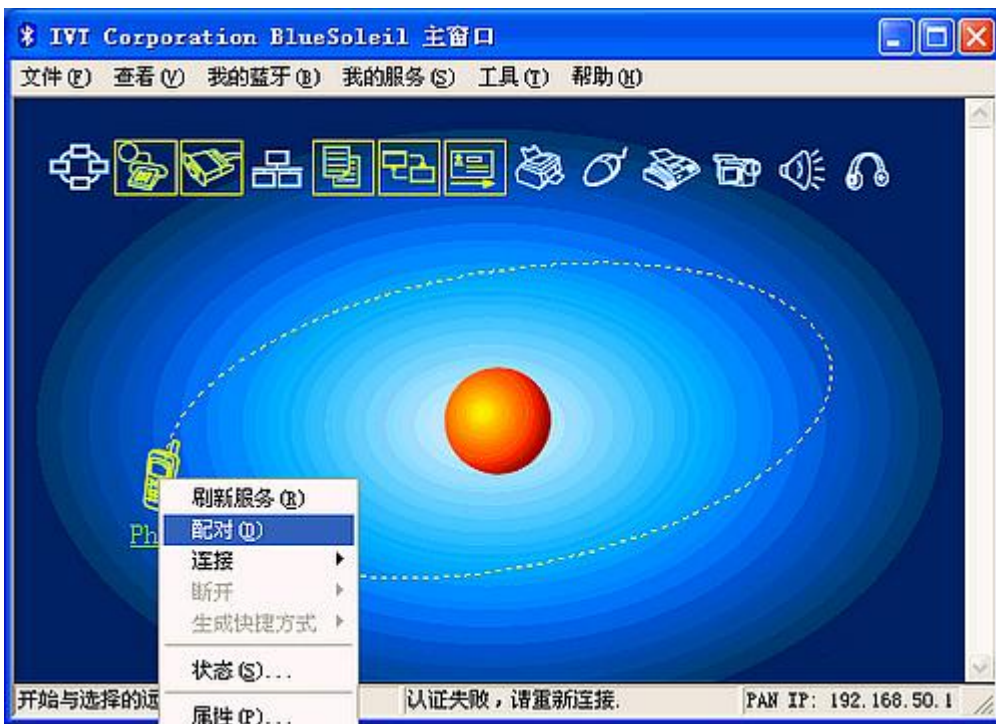 IVT Corporation BlueSoleil 主窗口
文件(F) 查看(V) 我的蓝牙(B) 我的服务(S) 工具(T) 帮助(H)
Ph
刷新服务(R)
配对(D)
连接
断开
生成快捷方式
状态(S)...
属性(P)...
开始与选择的远 认证失败，请重新连接. PAN IP: 192.168.50.1